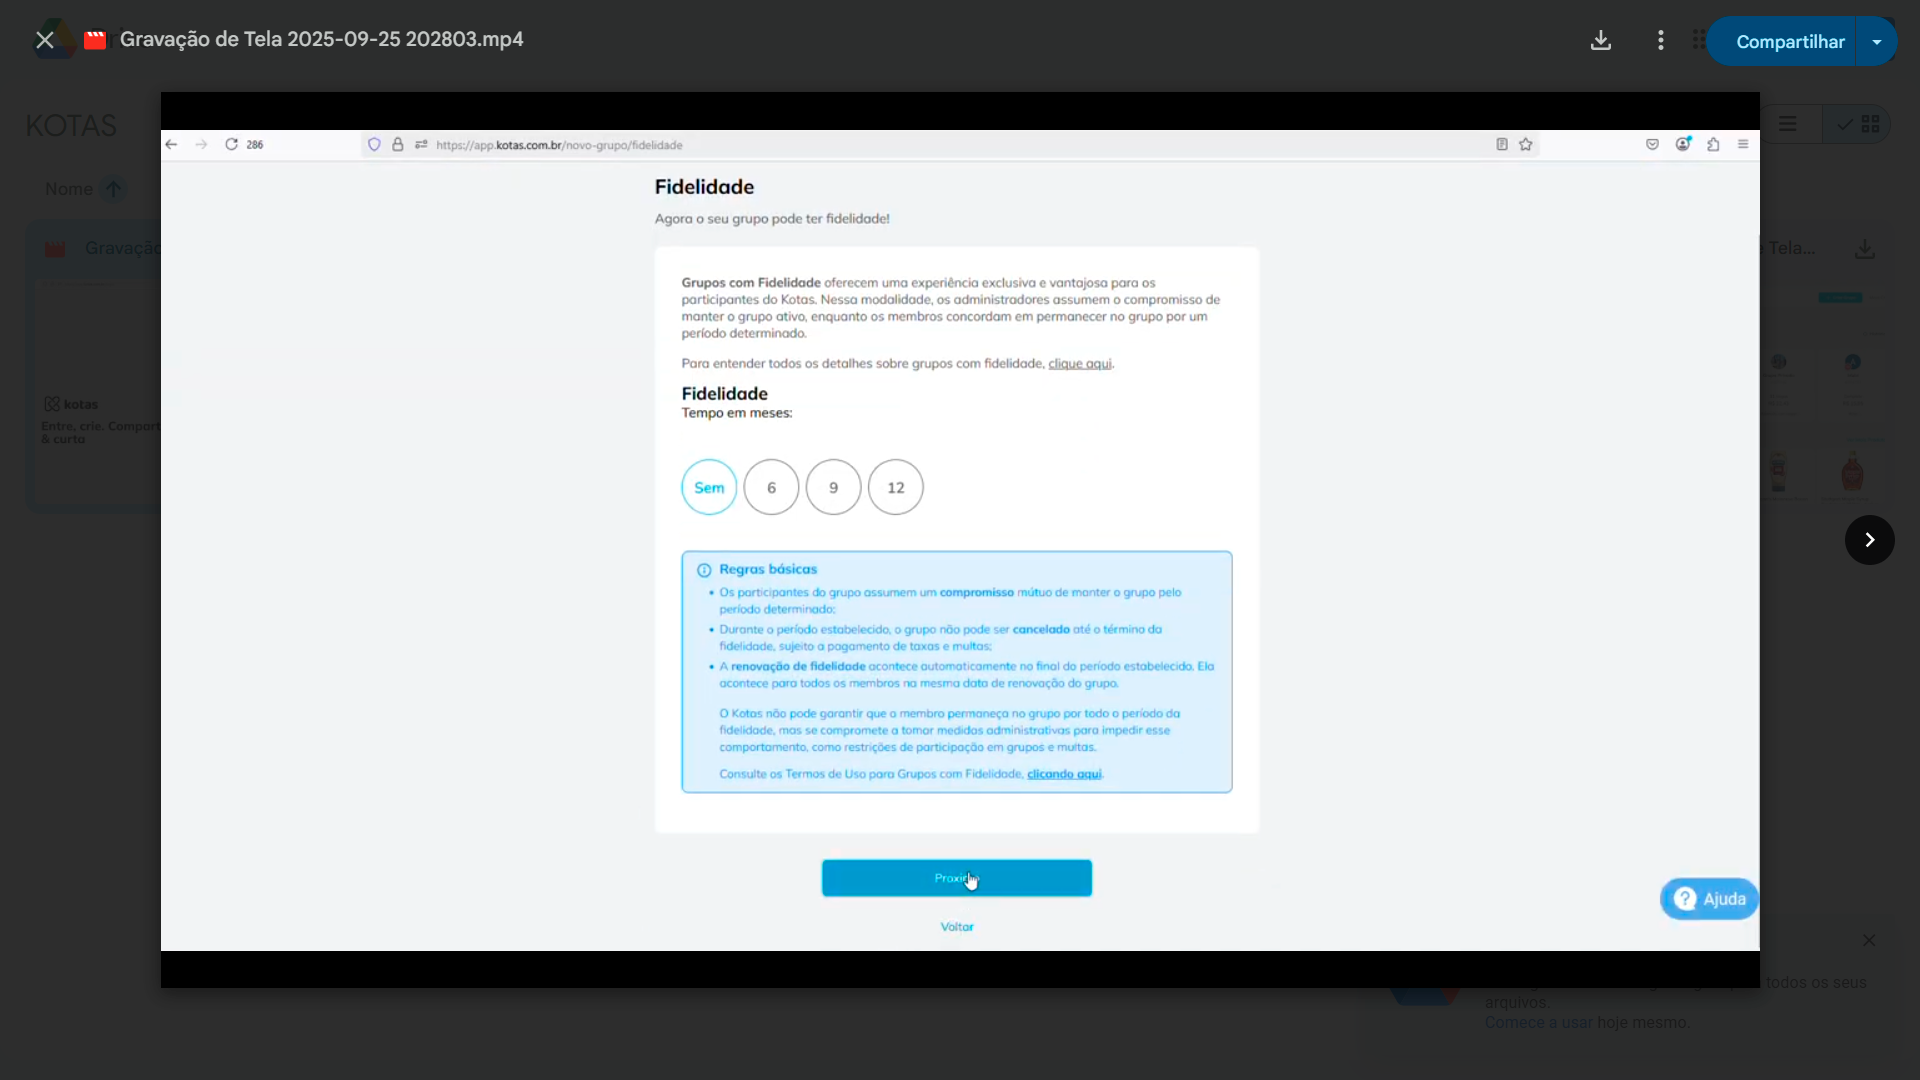 Gravação de Tela 2025-09-25 202803.mp4
Compartilhar
KOTAS
286
https://app.kotas.com.br/novo-grupo/fidelidade
Nome
Gravação
Tela...
kotas
Entre, crie. Compart
& curta
Fidelidade
Agora o seu grupo pode ter fidelidade!
Grupos com Fidelidade oferecem uma experiência exclusiva e vantajosa para os
participantes do Kotas. Nessa modalidade, os administradores assumem o compromisso de
manter o grupo ativo, enquanto os membros concordam em permanecer no grupo por um
período determinado.
Para entender todos os detalhes sobre grupos com fidelidade, clique aqui.
Fidelidade
Tempo em meses:
Sem
6
9
12
Regras básicas
• Os participantes do grupo assumem um compromisso mútuo de manter o grupo pelo
período determinado;
• Durante o período estabelecido, o grupo não pode ser cancelado até o término da
fidelidade, sujeito a pagamento de taxas e multas;
• A renovação de fidelidade acontece automaticamente no final do período estabelecido. Ela
acontece para todos os membros na mesma data de renovação do grupo.
O Kotas não pode garantir que o membro permaneça no grupo por todo o período da
fidelidade, mas se compromete a tomar medidas administrativas para impedir esse
comportamento, como restrições de participação em grupos e multas.
Consulte os Termos de Uso para Grupos com Fidelidade, clicando aqui.
Voltar
Ajuda
todos os seus
arquivos.
Comece a usar hoje mesmo.